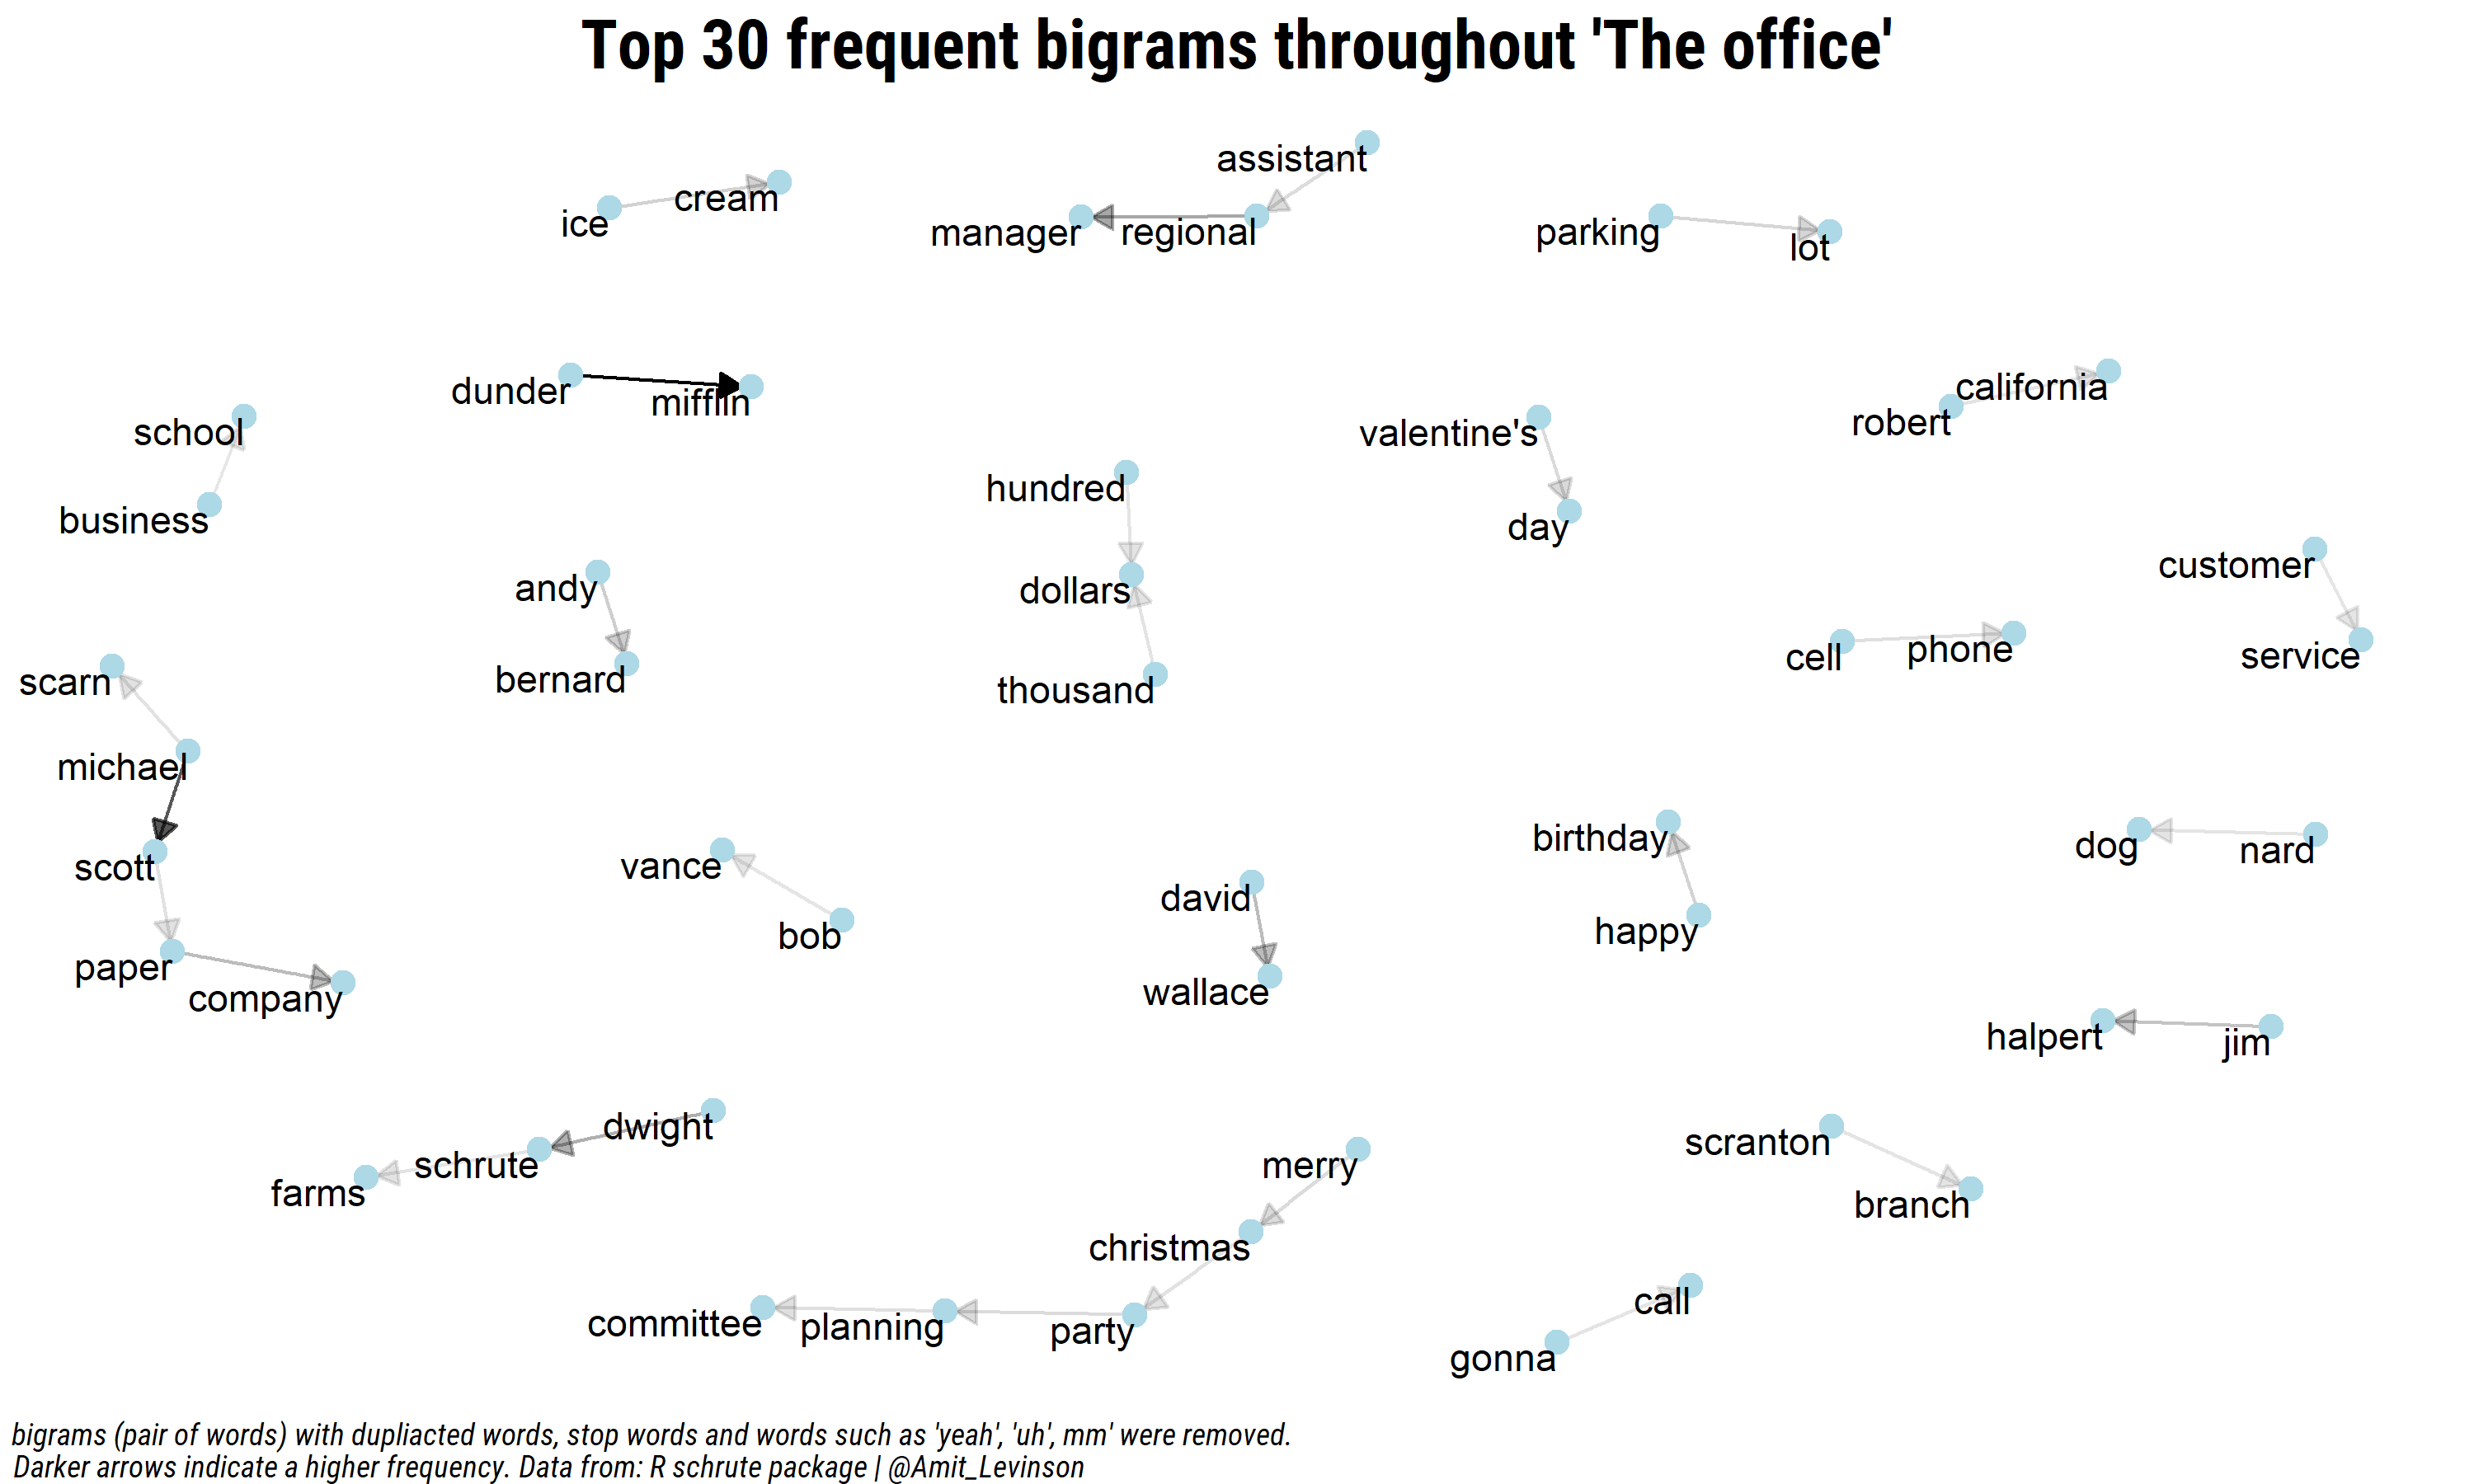 Top 30 frequent bigrams throughout 'The office'
assistant
ice
cream
manager
regional
parking
lot
dunder
mifflin
california
robert
school
business
valentine's
day
hundred
dollars
thousand
andy
bernard
customer
service
cell
phone
scarn
michael
scott
paper
company
vance
bob
david
wallace
birthday
happy
dog
nard
halpert
jim
dwight
schrute
farms
merry
christmas
party
planning
committee
scranton
branch
call
gonna
bigrams (pair of words) with dupliacted words, stop words and words such as 'yeah', 'uh', mm' were removed.
Darker arrows indicate a higher frequency. Data from: R schrute package | @Amit_Levinson